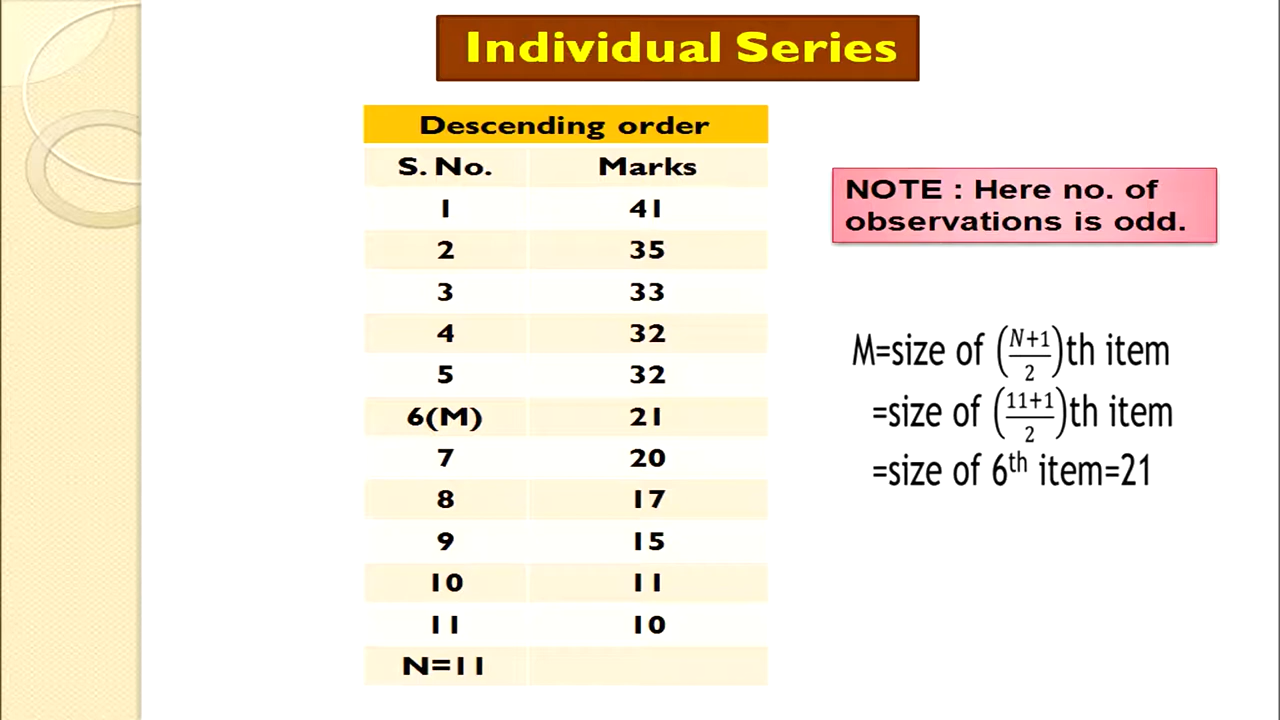 Individual Series
Descending order
S. No. Marks
1 41
2 35
3 33
4 32
5 32
6(M) 21
7 20
8 17
9 15
10 11
11 10
N=11
NOTE : Here no. of
observations is odd.
M=size of (N+1/2)th item
=size of (11+1/2)th item
=size of 6th item=21